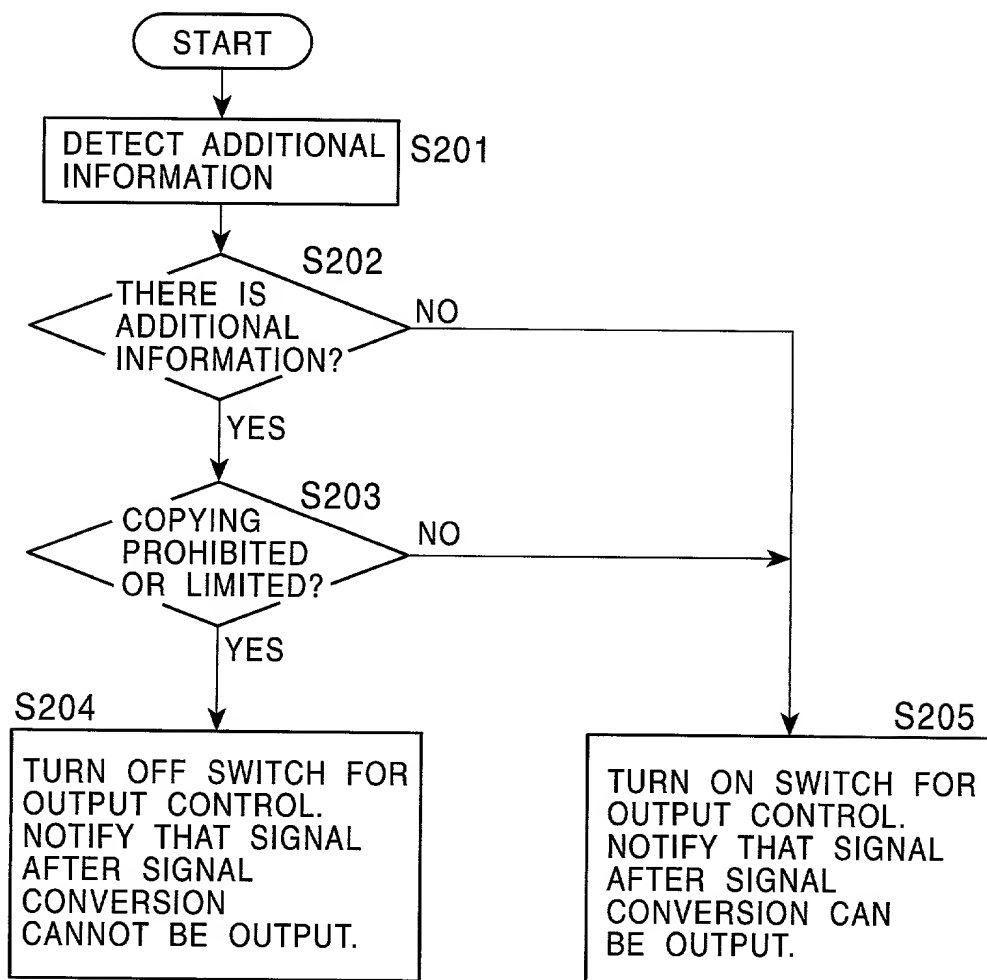 START
DETECT ADDITIONAL
INFORMATION
S201
S202
THERE IS
ADDITIONAL
INFORMATION?
NO
YES
S203
COPYING
PROHIBITED
OR LIMITED?
NO
YES
S204
TURN OFF SWITCH FOR
OUTPUT CONTROL.
NOTIFY THAT SIGNAL
AFTER SIGNAL
CONVERSION
CANNOT BE OUTPUT.
S205
TURN ON SWITCH FOR
OUTPUT CONTROL.
NOTIFY THAT SIGNAL
AFTER SIGNAL
CONVERSION CAN
BE OUTPUT.